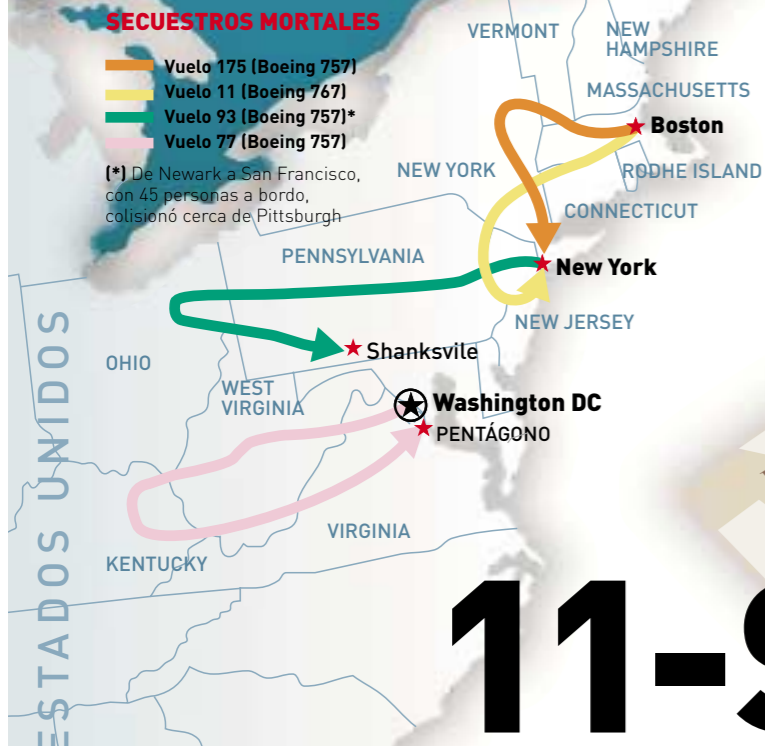 SECUESTROS MORTALES
Vuelo 175 (Boeing 757)
Vuelo 11 (Boeing 767)
Vuelo 93 (Boeing 757)*
Vuelo 77 (Boeing 757)
(*) De Newark a San Francisco,
con 45 personas a bordo,
colisionó cerca de Pittsburgh
VERMONT
NEW
HAMPSHIRE
MASSACHUSETTS
Boston
NEW YORK
RODHE ISLAND
CONNECTICUT
PENNSYLVANIA
New York
NEW JERSEY
OHIO
Shanksvile
WEST
VIRGINIA
Washington DC
PENTÁGONO
VIRGINIA
KENTUCKY
ESTADOS UNIDOS
11-S